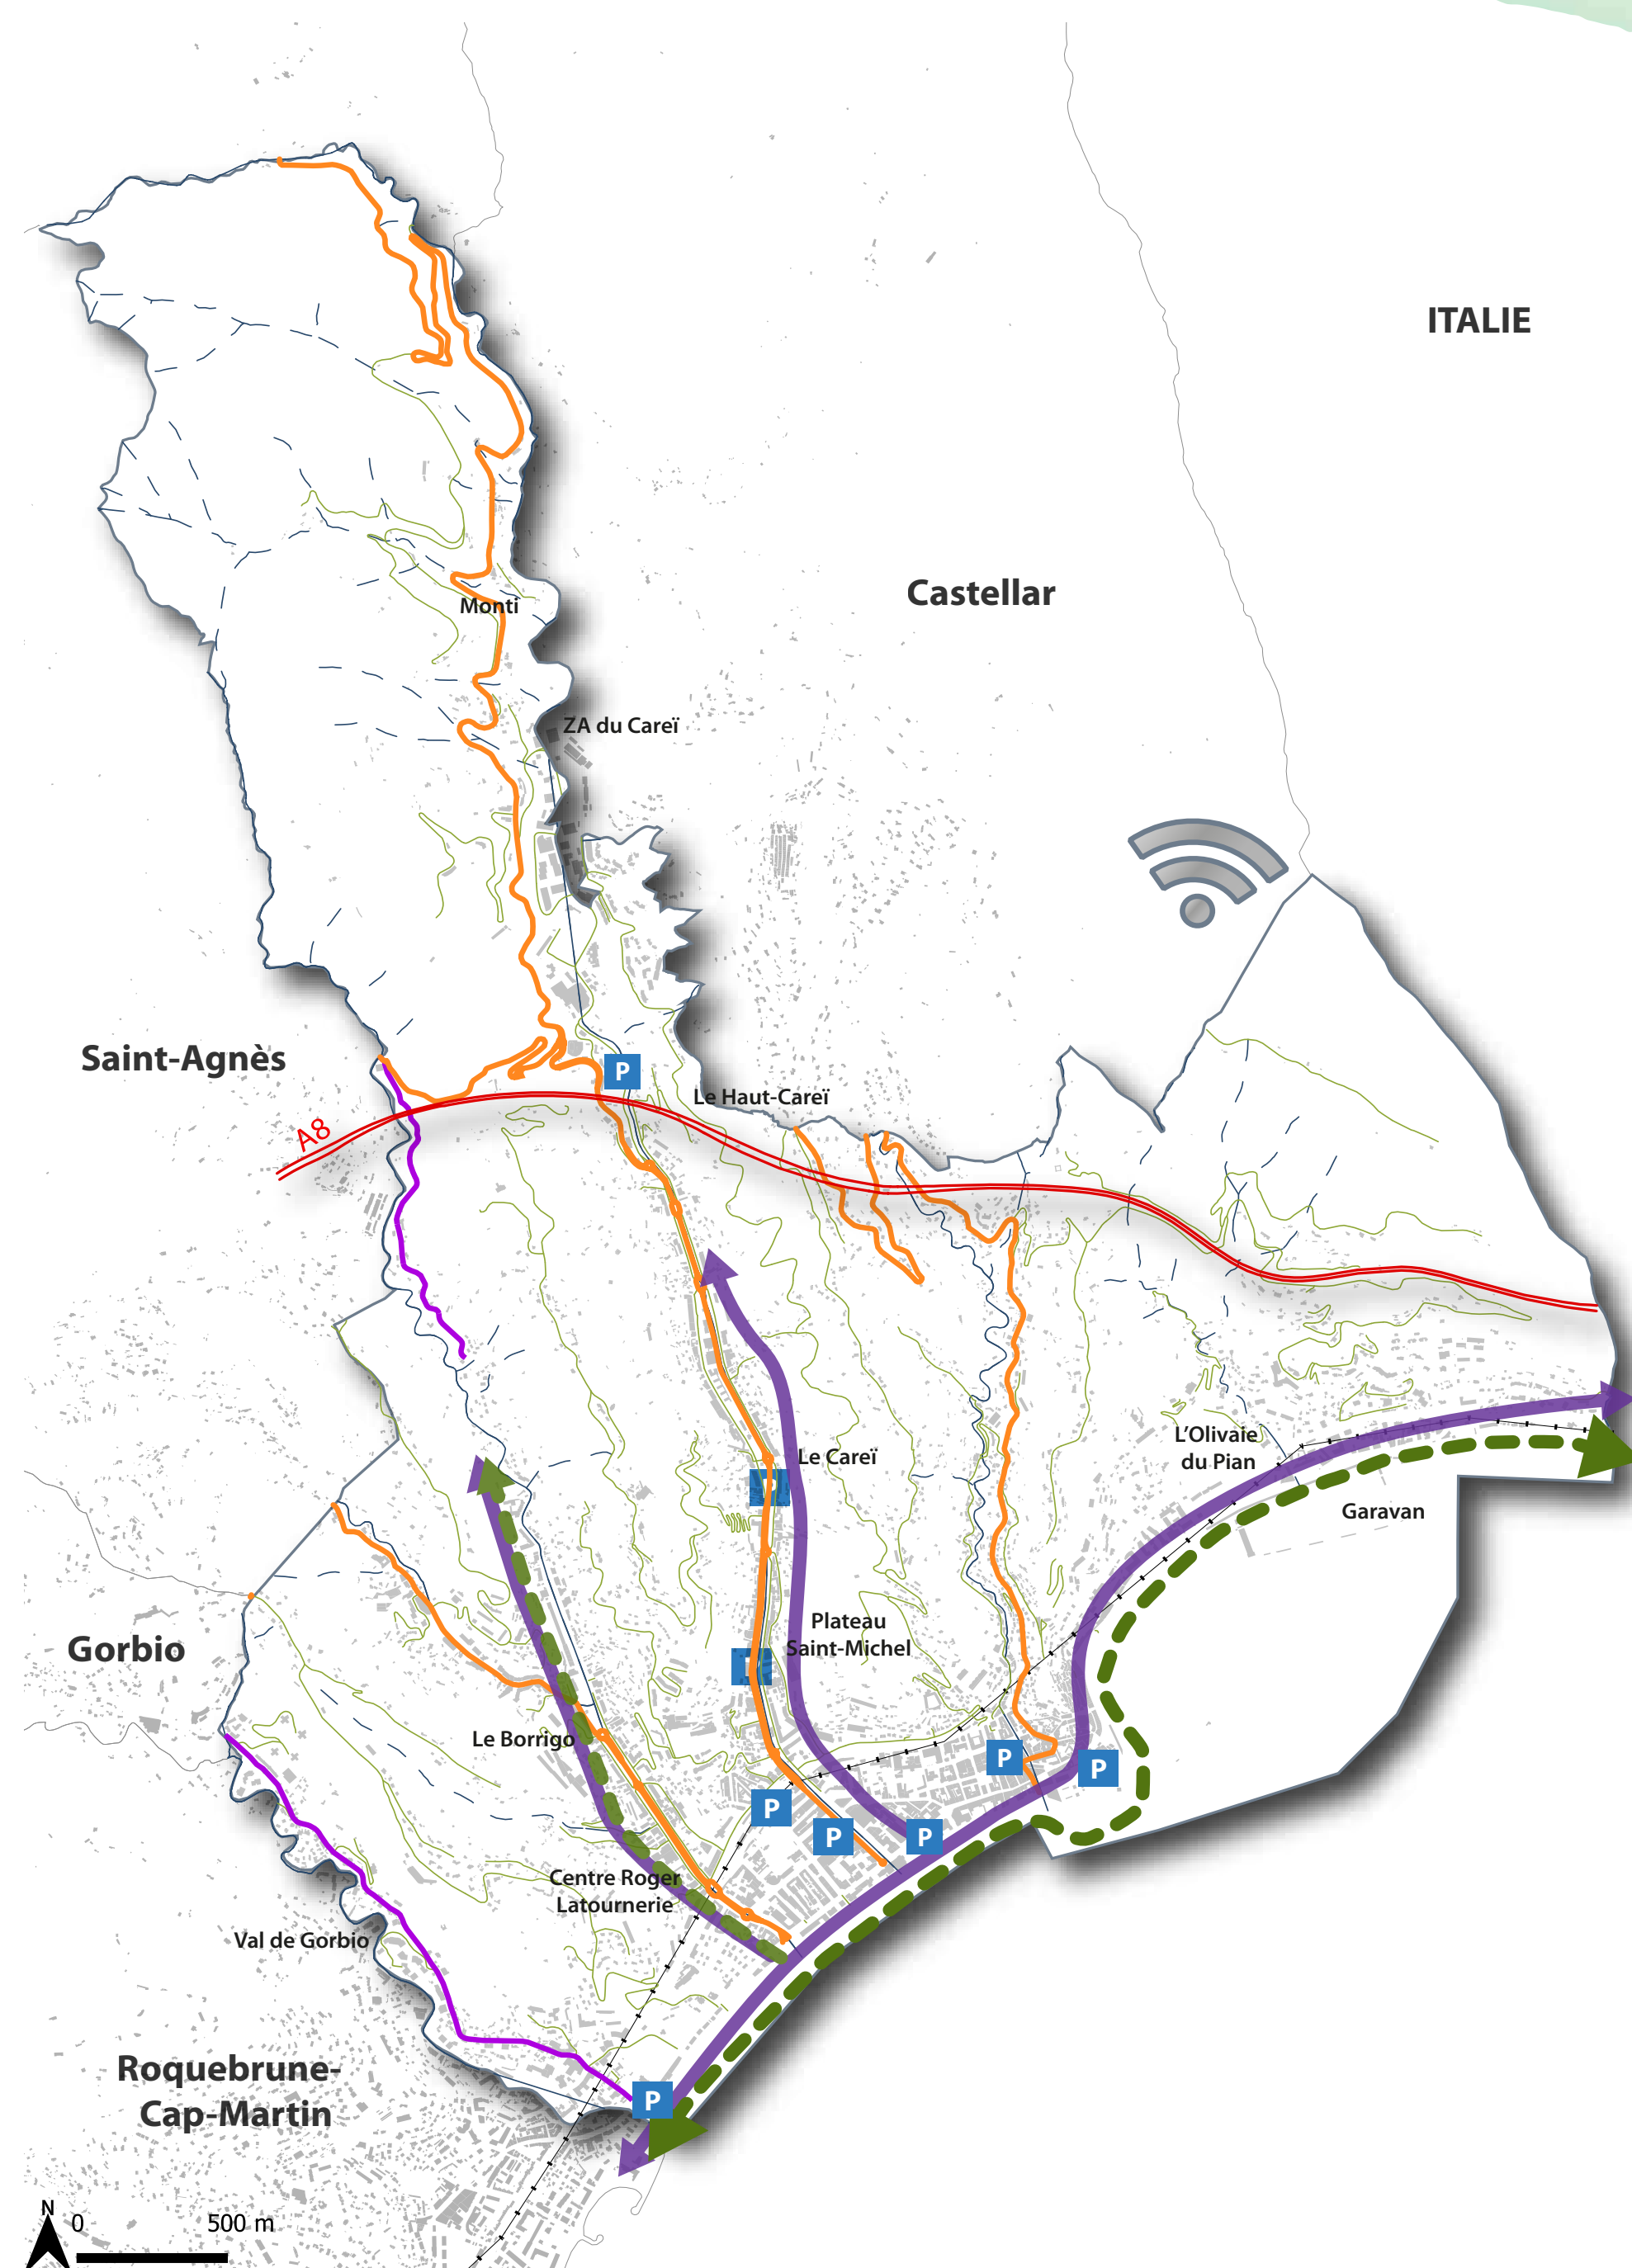 ITALIE
Castellar
Monti
ZA du Careï
Saint-Agnès
P
Le Haut-Careï
A8
L'Olivaie
du Pian
Le Careï
P
Garavan
Plateau
Saint-Michel
Gorbio
P
Le Borrigo
P
P
P
P
P
Centre Roger
Latournerie
Val de Gorbio
Roquebrune-
Cap-Martin
P
N
0 500 m